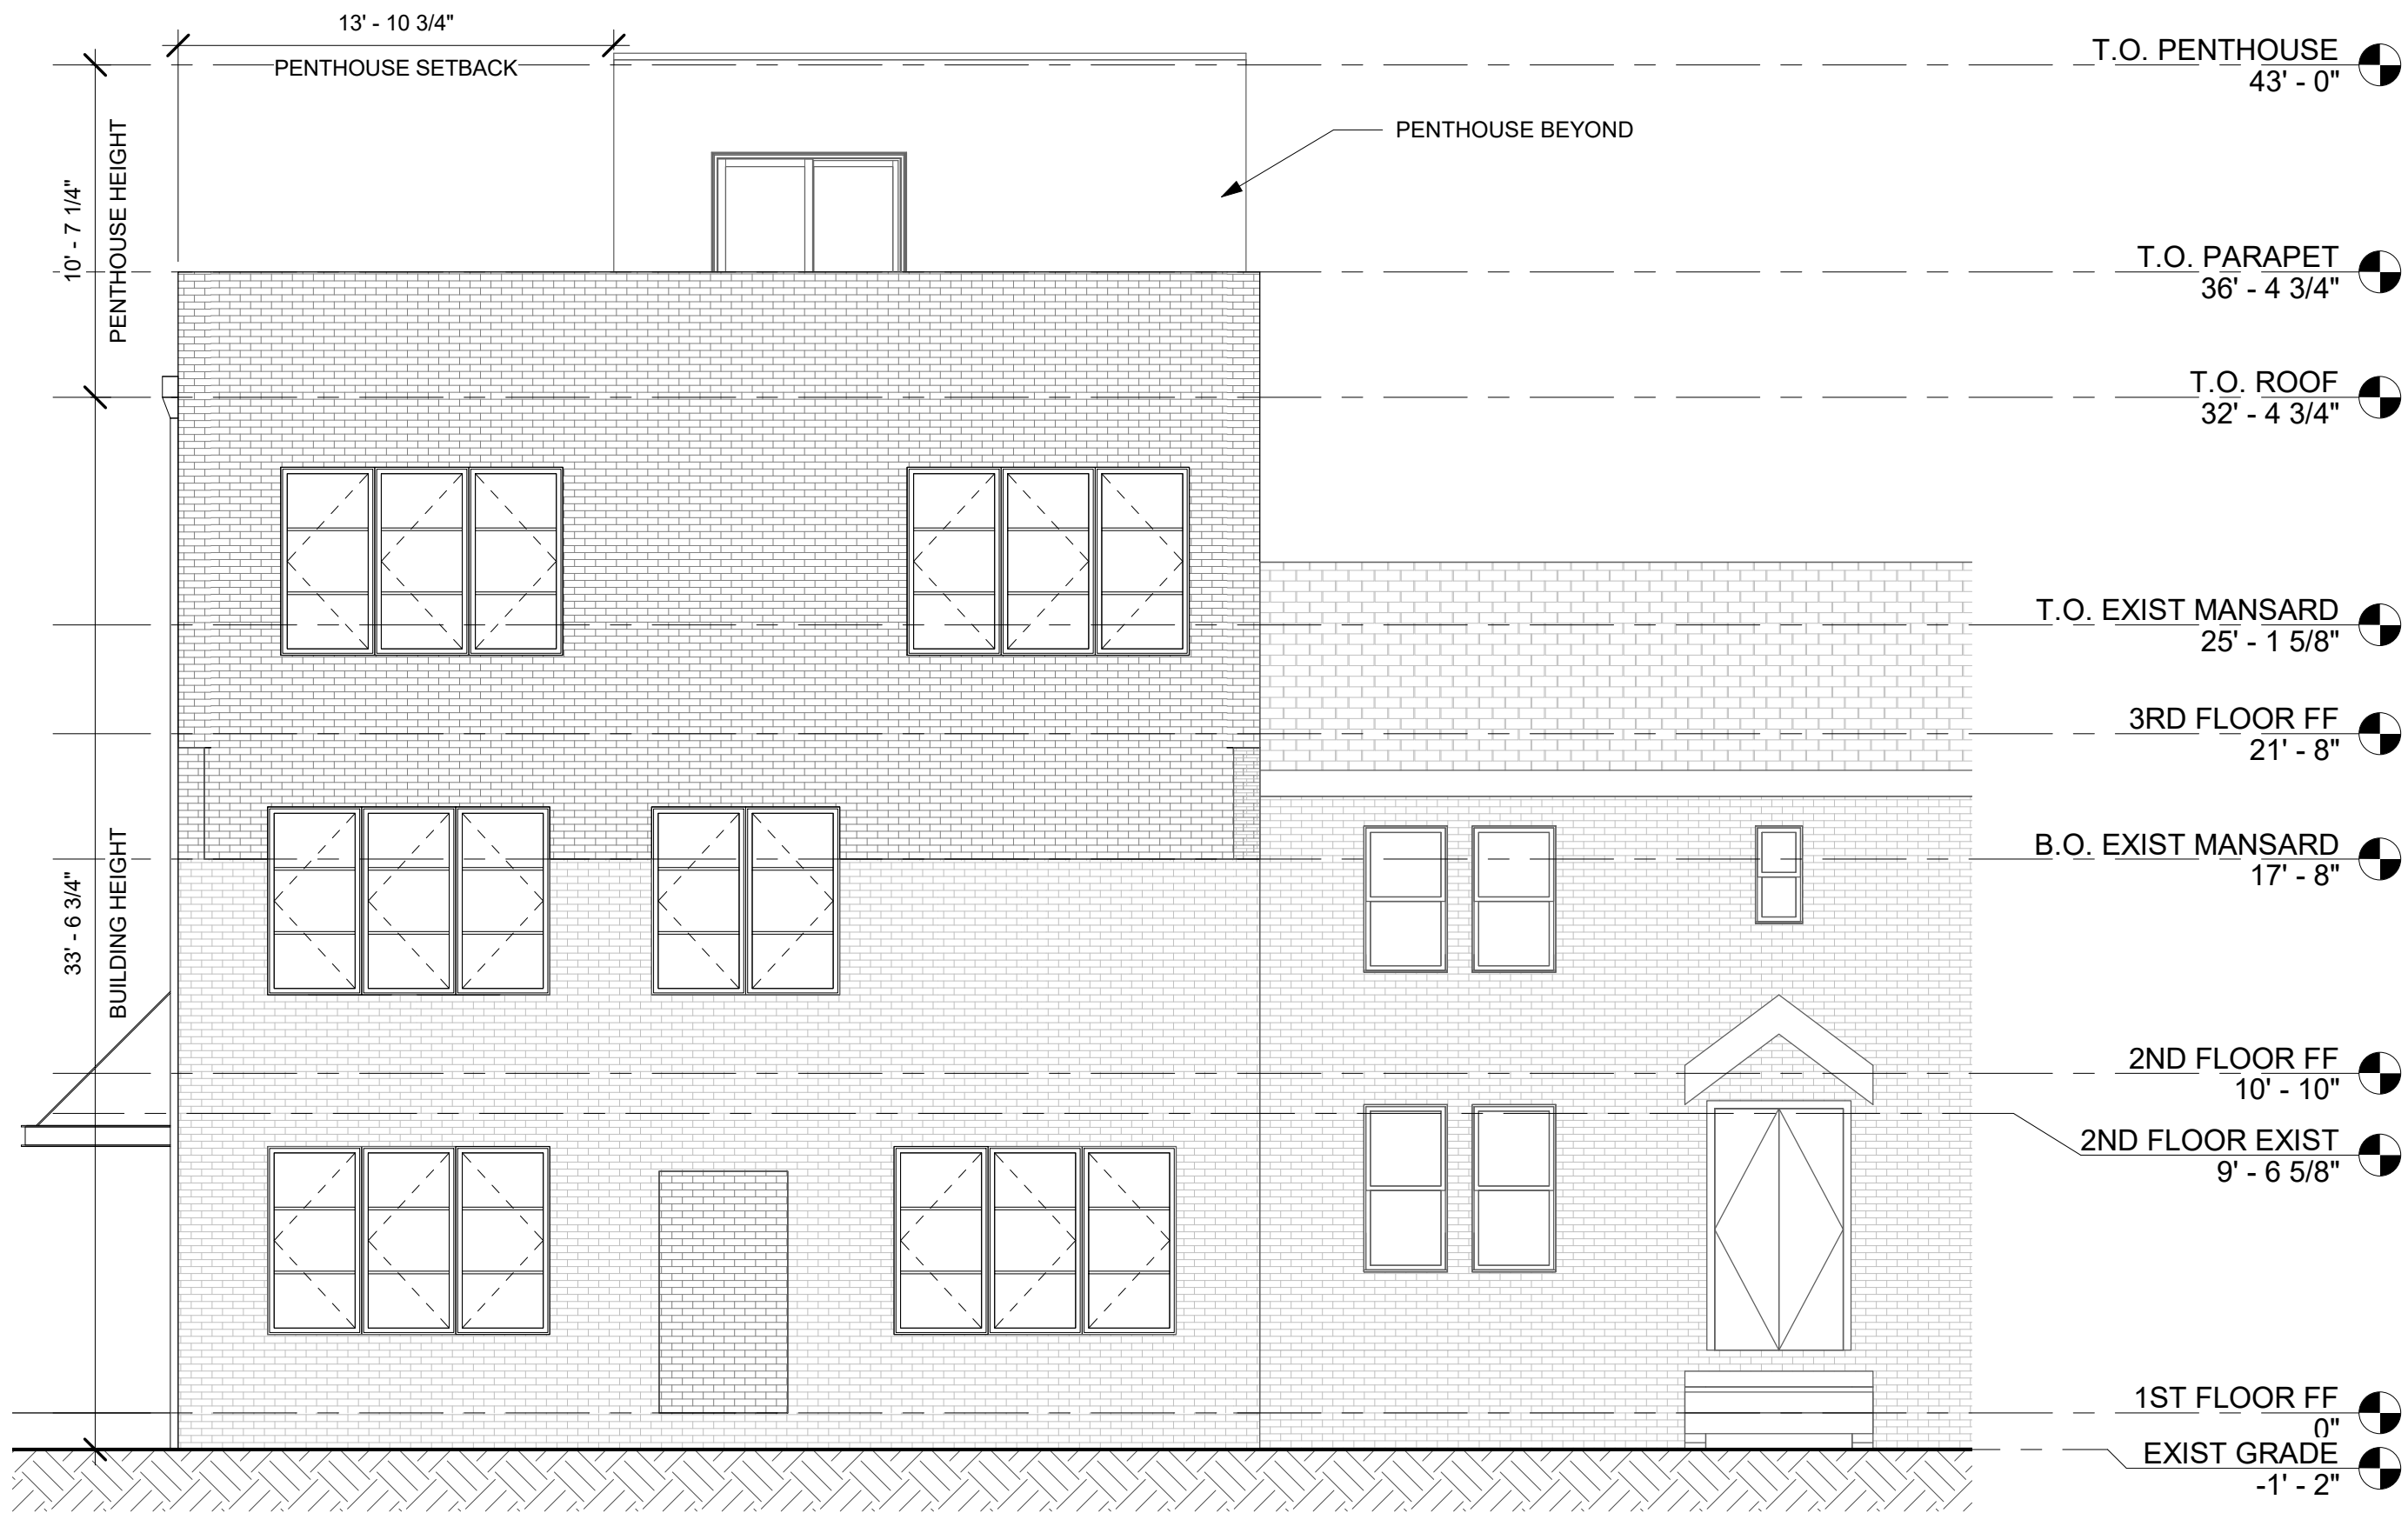 13' - 10 3/4"
PENTHOUSE SETBACK
T.O. PENTHOUSE
43' - 0"
PENTHOUSE BEYOND
10' - 7 1/4"
PENTHOUSE HEIGHT
T.O. PARAPET
36' - 4 3/4"
T.O. ROOF
32' - 4 3/4"
T.O. EXIST MANSARD
25' - 1 5/8"
3RD FLOOR FF
21' - 8"
B.O. EXIST MANSARD
17' - 8"
33' - 6 3/4"
BUILDING HEIGHT
2ND FLOOR FF
10' - 10"
2ND FLOOR EXIST
9' - 6 5/8"
1ST FLOOR FF
0"
EXIST GRADE
-1' - 2"